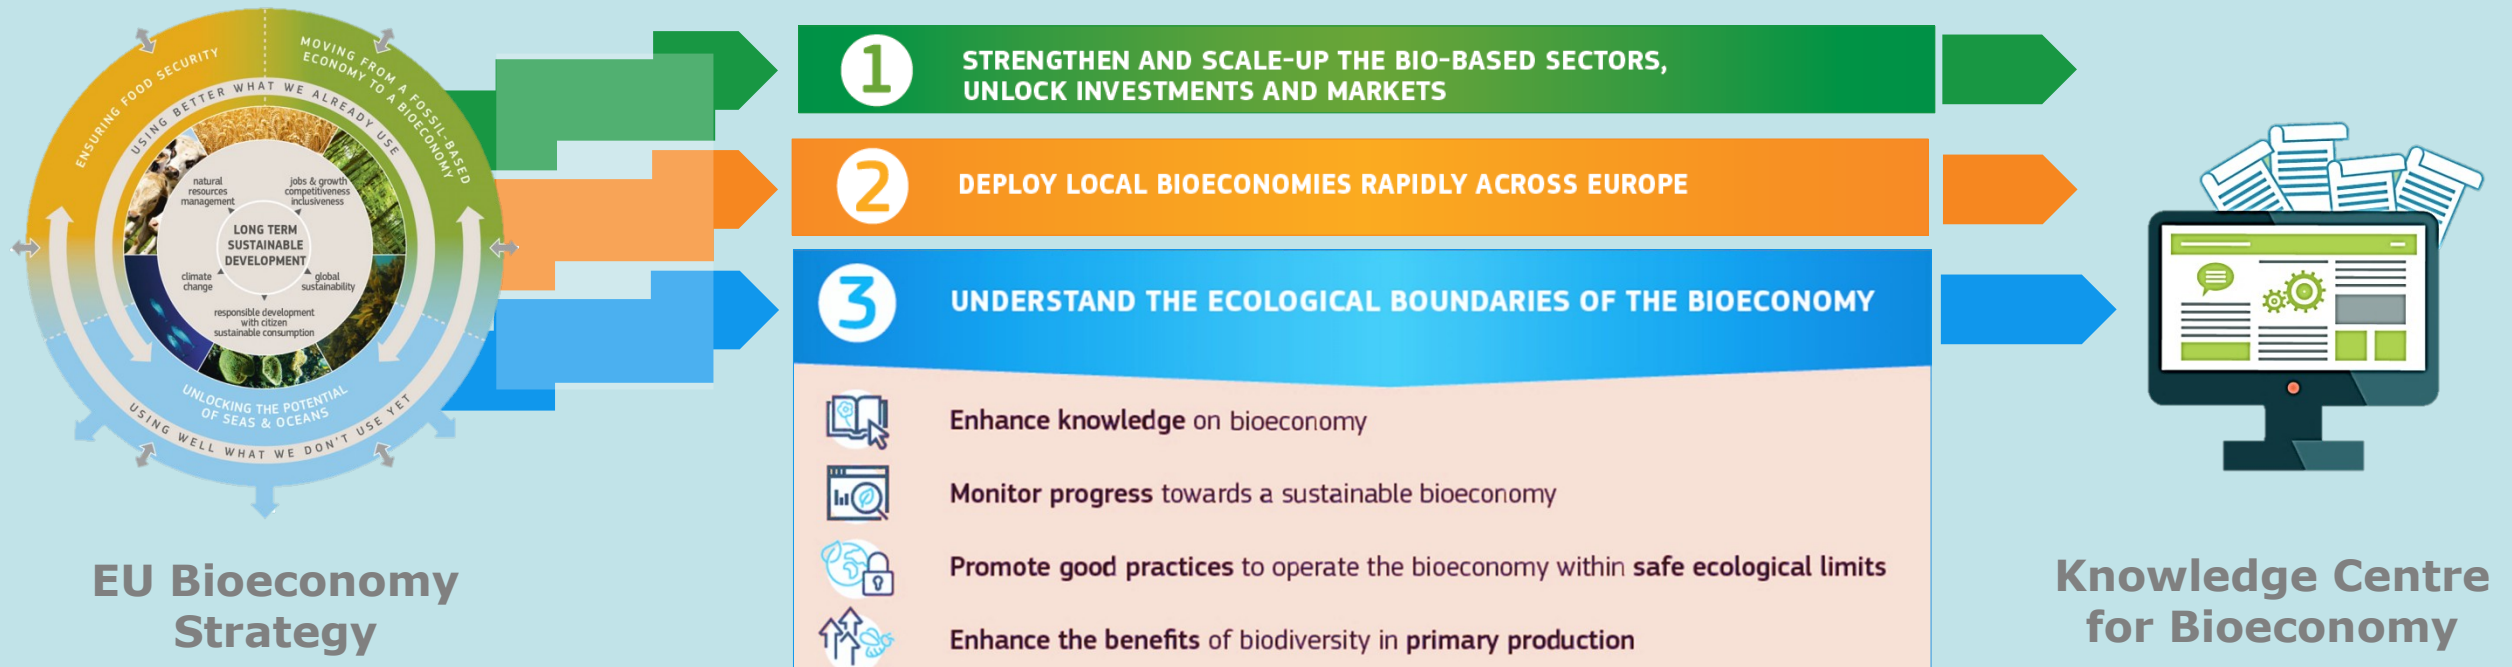 ENSURING FOOD SECURITY
MOVING FROM A FOSSIL-BASED
ECONOMY TO A BIOECONOMY
USING BETTER WHAT WE ALREADY USE
natural
resources
management
jobs & growth
competitiveness
inclusiveness
LONG TERM
SUSTAINABLE
DEVELOPMENT
climate
change
global
sustainability
responsible development
with citizen
sustainable consumption
UNLOCKING THE POTENTIAL
OF SEAS & OCEANS
USING WELL WHAT WE DON'T USE YET
EU Bioeconomy
Strategy
1
STRENGTHEN AND SCALE-UP THE BIO-BASED SECTORS,
UNLOCK INVESTMENTS AND MARKETS
2
DEPLOY LOCAL BIOECONOMIES RAPIDLY ACROSS EUROPE
3
UNDERSTAND THE ECOLOGICAL BOUNDARIES OF THE BIOECONOMY
Enhance knowledge on bioeconomy
Monitor progress towards a sustainable bioeconomy
Promote good practices to operate the bioeconomy within safe ecological limits
Enhance the benefits of biodiversity in primary production
Knowledge Centre
for Bioeconomy